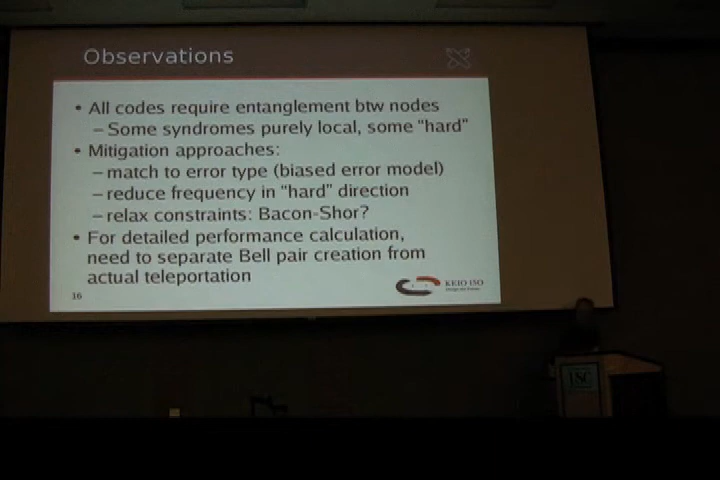 Observations
• All codes require entanglement btw nodes
– Some syndromes purely local, some "hard"
• Mitigation approaches:
– match to error type (biased error model)
– reduce frequency in "hard" direction
– relax constraints: Bacon-Shor?
• For detailed performance calculation,
need to separate Bell pair creation from
actual teleportation
16
KEIO 150
USC